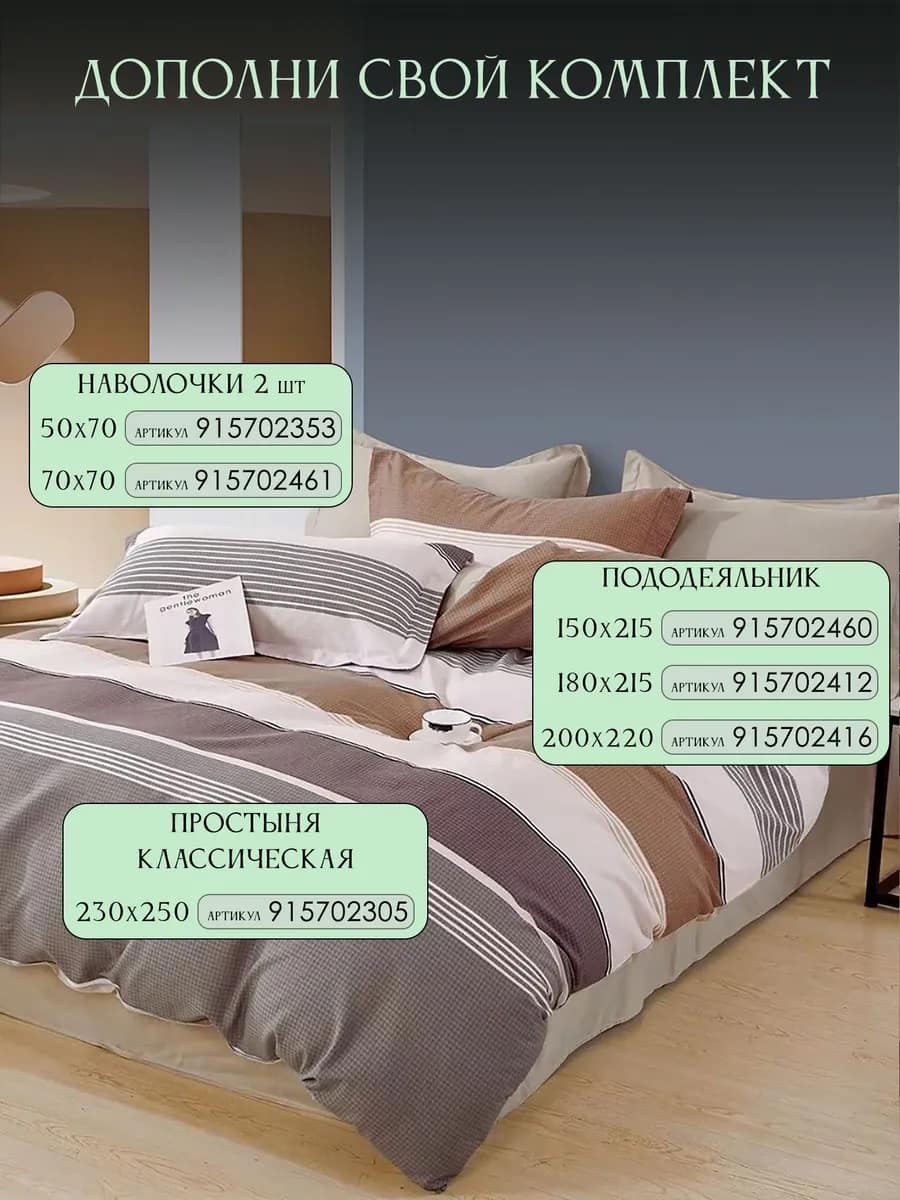 ДОПОЛНИ СВОЙ КОМПЛЕКТ
НАВОЛОЧКИ 2 шт
50х70 АРТИКУЛ 915702353
70х70 АРТИКУЛ 915702461
the
gentlewoman
ПОДОДЕЯЛЬНИК
150х215 АРТИКУЛ 915702460
180х215 АРТИКУЛ 915702412
200х220 АРТИКУЛ 915702416
ПРОСТЫНЯ
КЛАССИЧЕСКАЯ
230х250 АРТИКУЛ 915702305